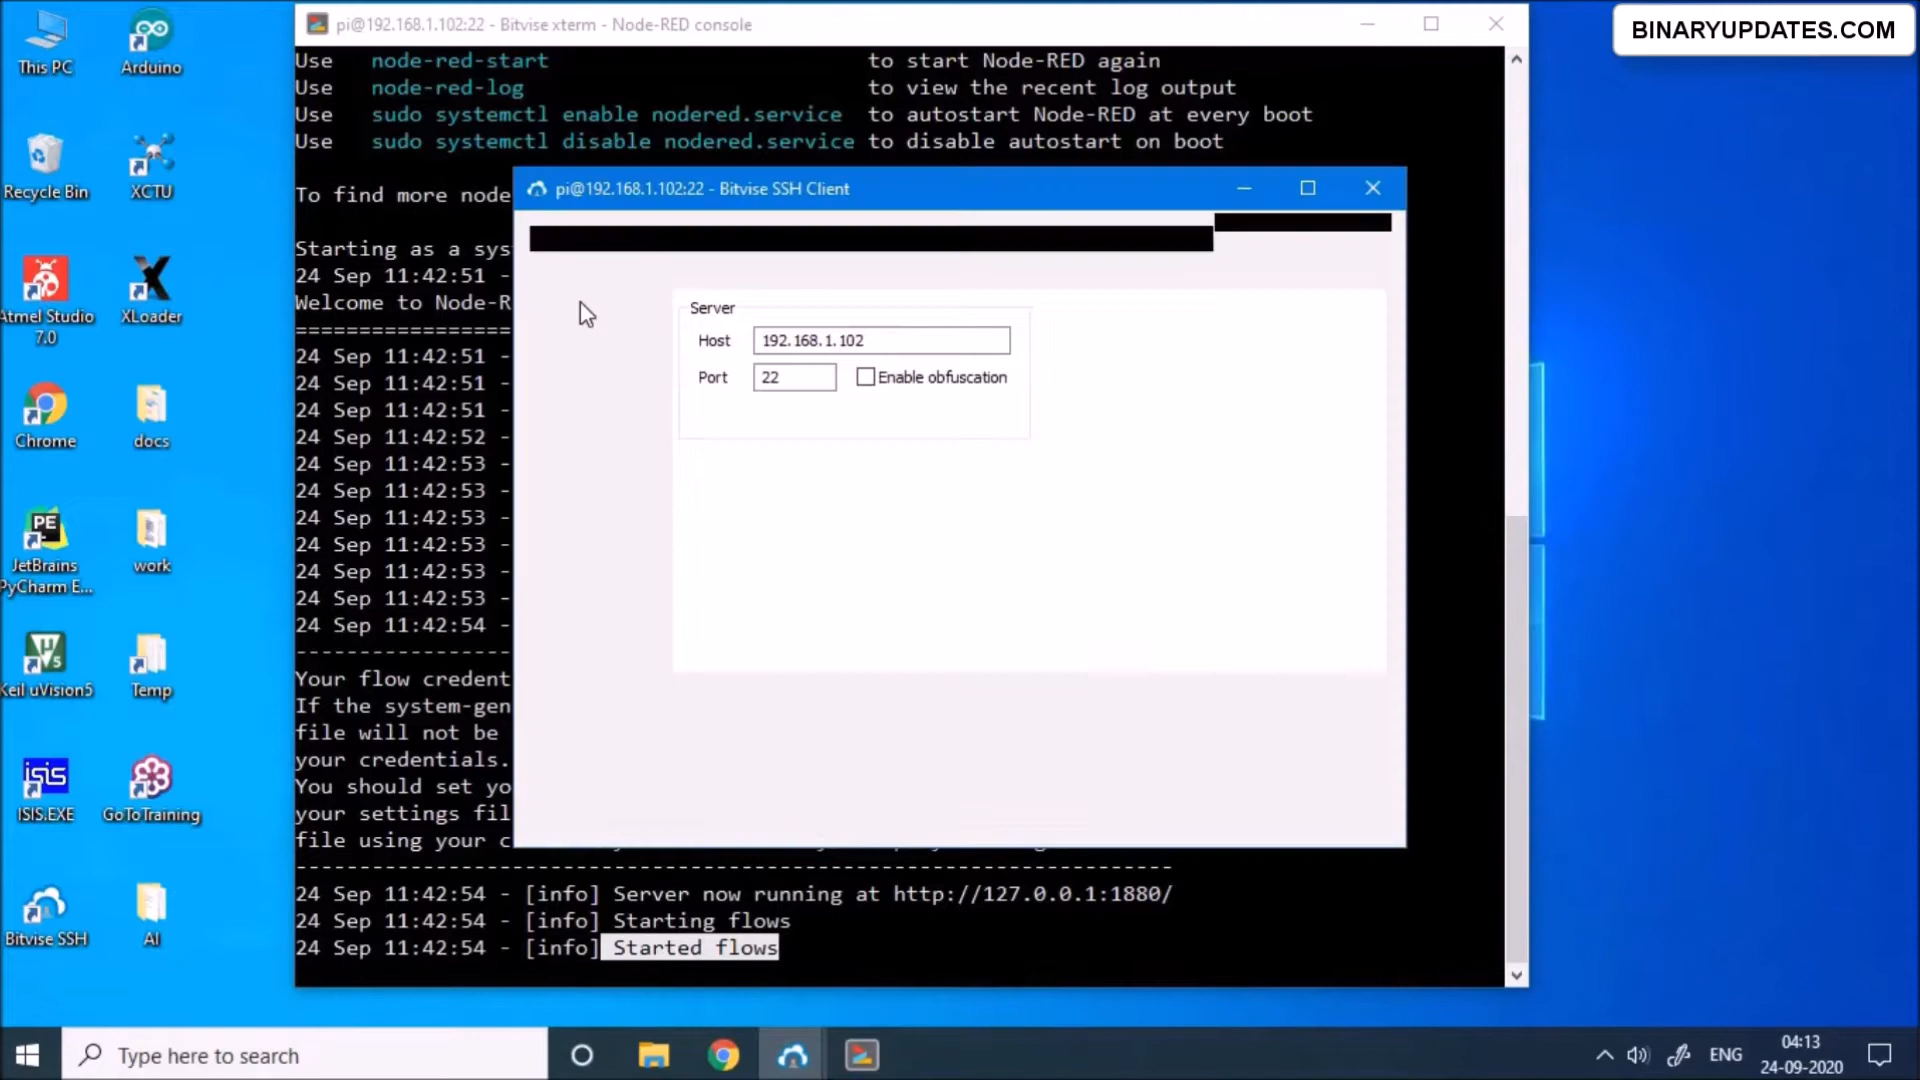 pi@192.168.1.102:22 - Bitvise xterm - Node-RED console
BINARYUPDATES.COM
This PC
Arduino
Recycle Bin
XCTU
Atmel Studio
7.0
XLoader
Chrome
docs
JetBrains
PyCharm E...
work
Keil uVision5
Temp
ISIS.EXE
GoToTraining
Bitvise SSH
AI
Use node-red-start to start Node-RED again
Use node-red-log to view the recent log output
Use sudo systemctl enable nodered.service to autostart Node-RED at every boot
Use sudo systemctl disable nodered.service to disable autostart on boot
To find more node
Starting as a sys
24 Sep 11:42:51 -
Welcome to Node-R
===================
24 Sep 11:42:51 -
24 Sep 11:42:51 -
24 Sep 11:42:51 -
24 Sep 11:42:52 -
24 Sep 11:42:53 -
24 Sep 11:42:53 -
24 Sep 11:42:53 -
24 Sep 11:42:53 -
24 Sep 11:42:53 -
24 Sep 11:42:53 -
24 Sep 11:42:54 -
-----------------
Your flow credent
If the system-gen
file will not be
your credentials.
You should set yo
your settings fil
file using your c
---------------------------------------------------------------------
24 Sep 11:42:54 - [info] Server now running at http://127.0.0.1:1880/
24 Sep 11:42:54 - [info] Starting flows
24 Sep 11:42:54 - [info] Started flows
pi@192.168.1.102:22 - Bitvise SSH Client
Server
Host 192.168.1.102
Port 22 Enable obfuscation
PE
5
isis
Type here to search
ENG
04:13
24-09-2020